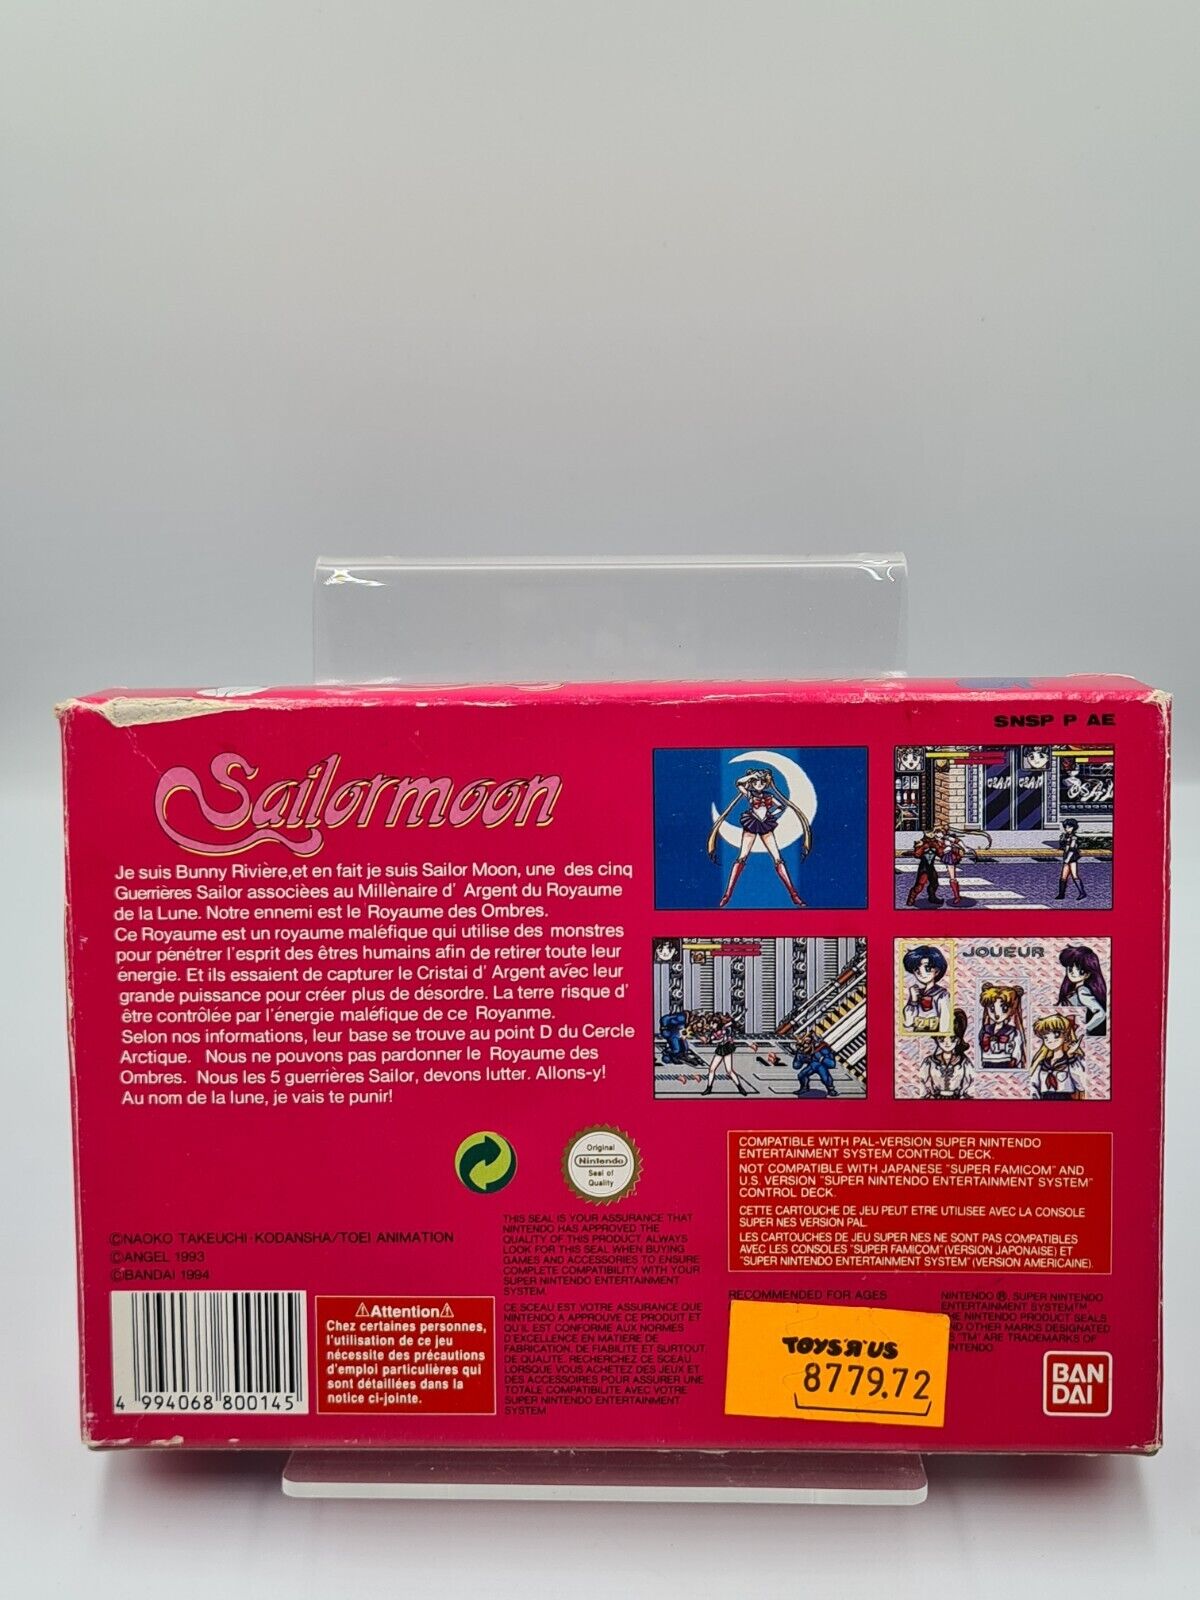 SNSP P AE
Sailormoon
Je suis Bunny Rivière,et en fait je suis Sailor Moon, une des cinq
Guerrières Sailor associèes au Millènaire d' Argent du Royaume
de la Lune. Notre ennemi est le Royaume des Ombres.
Ce Royaume est un royaume maléfique qui utilise des monstres
pour pénétrer l'esprit des êtres humains afin de retirer toute leur
énergie. Et ils essaient de capturer le Cristai d' Argent avec leur
grande puissance pour créer plus de désordre. La terre risque d'
être contrôlée par l'énergie maléfique de ce Royanme.
Selon nos informations, leur base se trouve au point D du Cercle
Arctique. Nous ne pouvons pas pardonner le Royaume des
Ombres. Nous les 5 guerrières Sailor, devons lutter. Allons-y!
Au nom de la lune, je vais te punir!
JOUEUR
Original
Nintendo
Seal of
Quality
COMPATIBLE WITH PAL-VERSION SUPER NINTENDO
ENTERTAINMENT SYSTEM CONTROL DECK.
NOT COMPATIBLE WITH JAPANESE "SUPER FAMICOM" AND
U.S. VERSION "SUPER NINTENDO ENTERTAINMENT SYSTEM"
CONTROL DECK.
CETTE CARTOUCHE DE JEU PEUT ETRE UTILISEE AVEC LA CONSOLE
SUPER NES VERSION PAL.
LES CARTOUCHES DE JEU SUPER NES NE SONT PAS COMPATIBLES
AVEC LES CONSOLES "SUPER FAMICOM" (VERSION JAPONAISE) ET
"SUPER NINTENDO ENTERTAINMENT SYSTEM" (VERSION AMERICAINE).
©NAOKO TAKEUCHI·KODANSHA/TOEI ANIMATION
©ANGEL 1993
©BANDAI 1994
THIS SEAL IS YOUR ASSURANCE THAT
NINTENDO HAS APPROVED THE
QUALITY OF THIS PRODUCT. ALWAYS
LOOK FOR THIS SEAL WHEN BUYING
GAMES AND ACCESSORIES TO ENSURE
COMPLETE COMPATIBILITY WITH YOUR
SUPER NINTENDO ENTERTAINMENT
SYSTEM.
CE SCEAU EST VOTRE ASSURANCE QUE
NINTENDO A APPROUVE CE PRODUIT ET
QU'IL EST CONFORME AUX NORMES
D'EXCELLENCE EN MATIERE DE
FABRICATION, DE FIABILITE ET SURTOUT
DE QUALITE. RECHERCHEZ CE SCEAU
LORSQUE VOUS ACHETEZ DES JEUX ET
DES ACCESSOIRES POUR ASSURER UNE
TOTALE COMPATIBILITE AVEC VOTRE
SUPER NINTENDO ENTERTAINMENT
SYSTEM
4 994068 800145
Attention
Chez certaines personnes,
l'utilisation de ce jeu
nécessite des précautions
d'emploi particulières qui
sont détaillées dans la
notice ci-jointe.
RECOMMENDED FOR AGES
NINTENDO ®, SUPER NINTENDO
ENTERTAINMENT SYSTEM™
HE NINTENDO PRODUCT SEALS
ND OTHER MARKS DESIGNATED
S "TM" ARE TRADEMARKS OF
NTENDO.
TOYS"R"US
8779.72
BAN
DAI